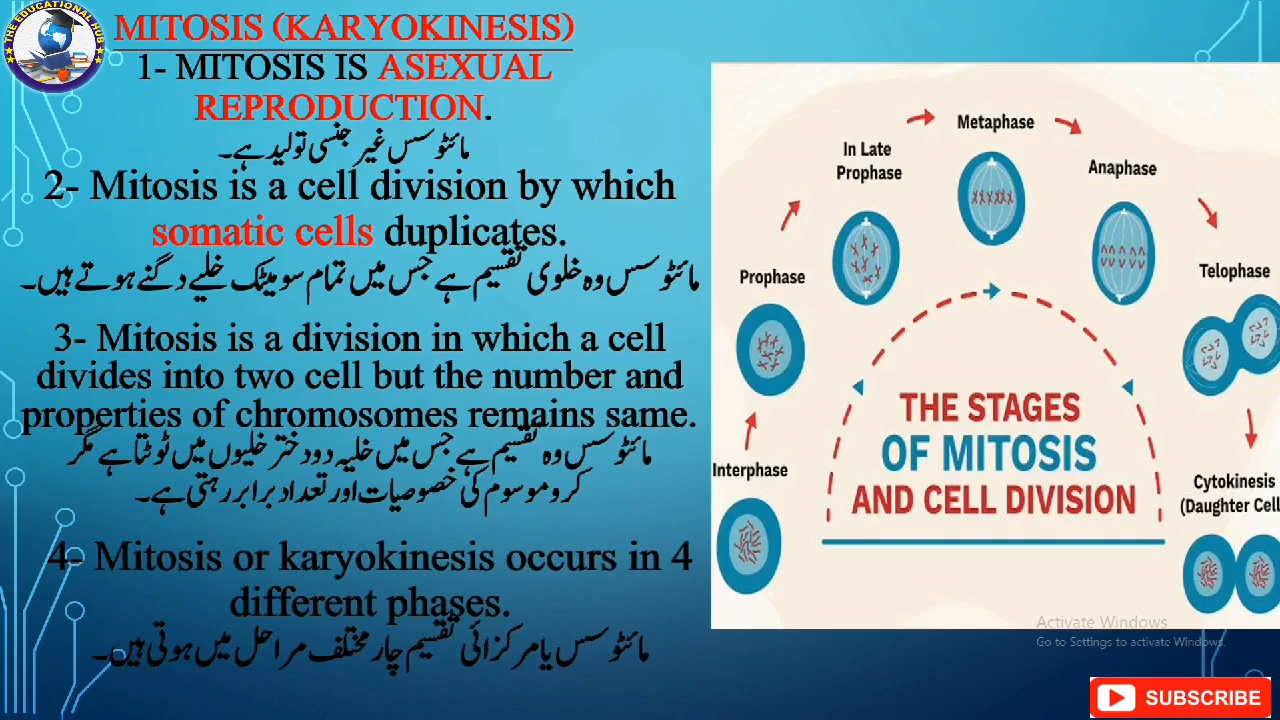 THE EDUCATIONAL HUB
MITOSIS (KARYOKINESIS)
1- MITOSIS IS ASEXUAL
REPRODUCTION.
مائٹوسس غیر جنسی تولید ہے۔
2- Mitosis is a cell division by which
somatic cells duplicates.
مائٹوسس وہ خلوی تقسیم ہے جس میں تمام سومیٹک خلیے دگنے ہوتے ہیں۔
3- Mitosis is a division in which a cell
divides into two cell but the number and
properties of chromosomes remains same.
مائٹوسس وہ تقسیم ہے جس میں خلیہ دو دختر خلیوں میں ٹوٹتا ہے مگر
کروموسوم کی خصوصیات اور تعداد برابر رہتی ہے۔
4- Mitosis or karyokinesis occurs in 4
different phases.
مائٹوسس یا مرکزائی تقسیم چار مختلف مراحل میں ہوتی ہیں۔
Metaphase
In Late
Prophase
Anaphase
Prophase
Telophase
Interphase
Cytokinesis
(Daughter Cell
THE STAGES
OF MITOSIS
AND CELL DIVISION
Activate Windows
Go to Settings to activate Windows.
SUBSCRIBE